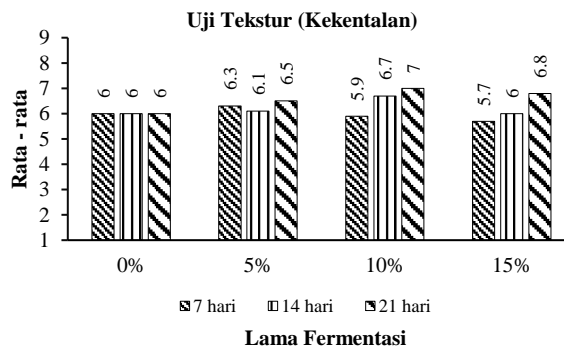 Uji Tekstur (Kekentalan)
Rata - rata
9
8
7
6
5
4
3
2
1
6 6 6 6.3 6.1 6.5 5.9 6.7 7 5.7 6 6.8
0% 5% 10% 15%
7 hari 14 hari 21 hari
Lama Fermentasi